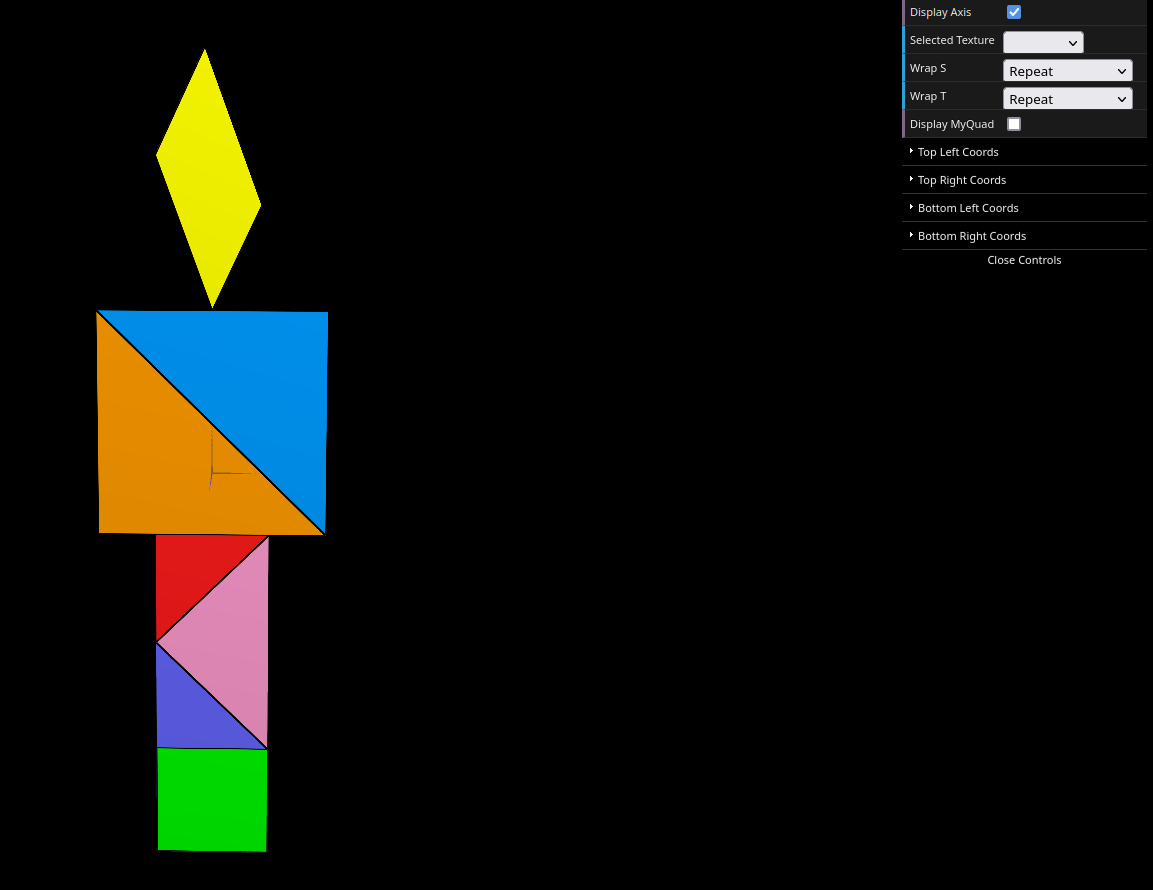 Display Axis
Selected Texture
Wrap S Repeat
Wrap T Repeat
Display MyQuad
Top Left Coords
Top Right Coords
Bottom Left Coords
Bottom Right Coords
Close Controls